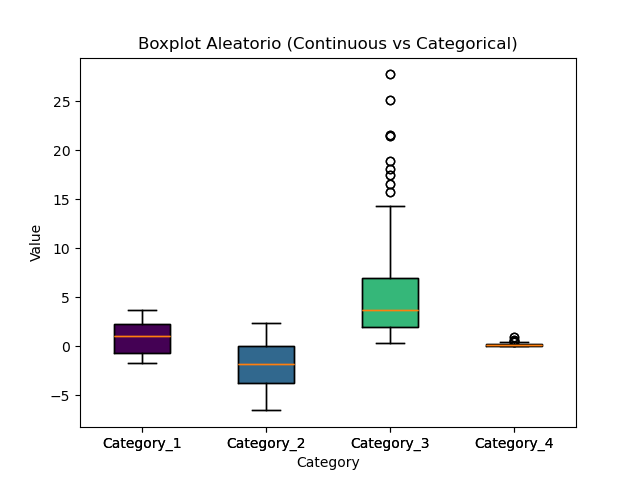 Boxplot Aleatorio (Continuous vs Categorical)
25
20
15
10
5
0
−5
Value
Category_1 Category_2 Category_3 Category_4
Category